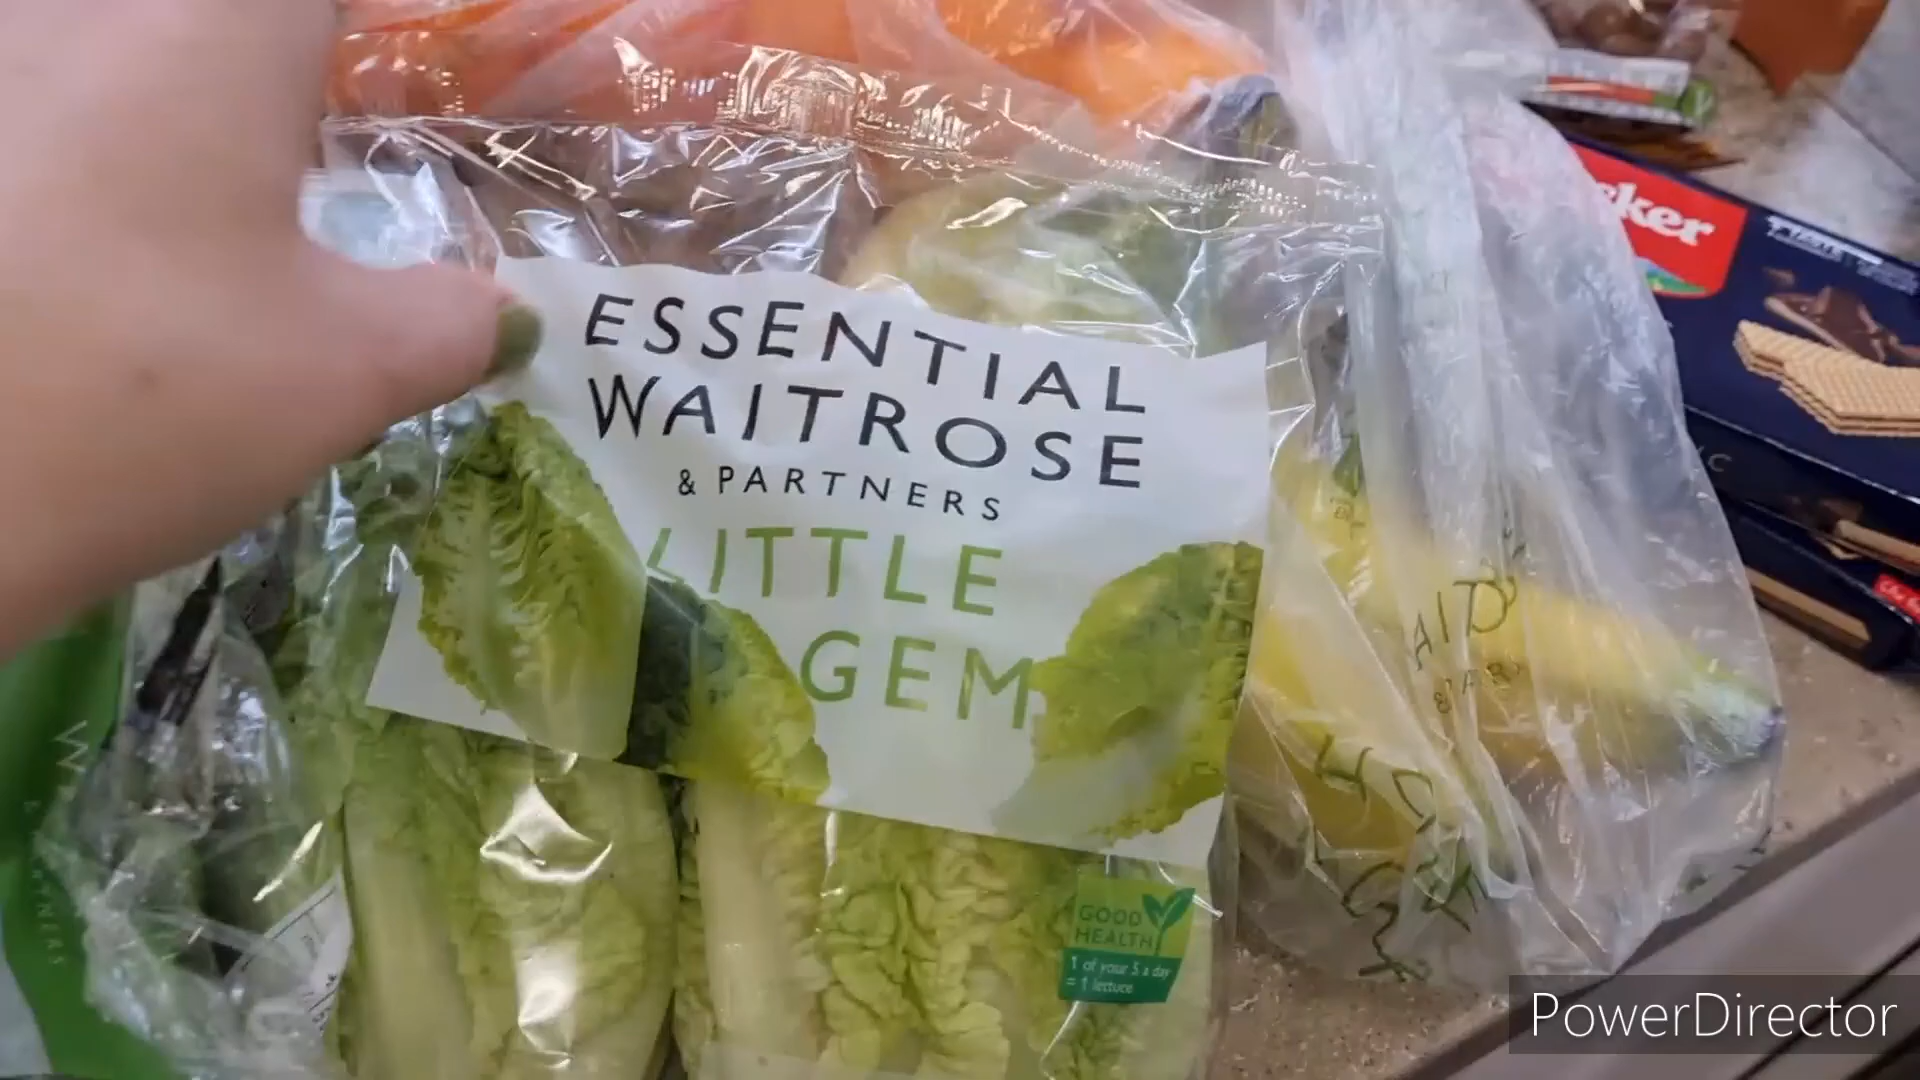 ESSENTIAL
WAITROSE
& PARTNERS
LITTLE
GEM
GOOD
HEALTH
1 of your 5 a day
= 1 lettuce
PowerDirector